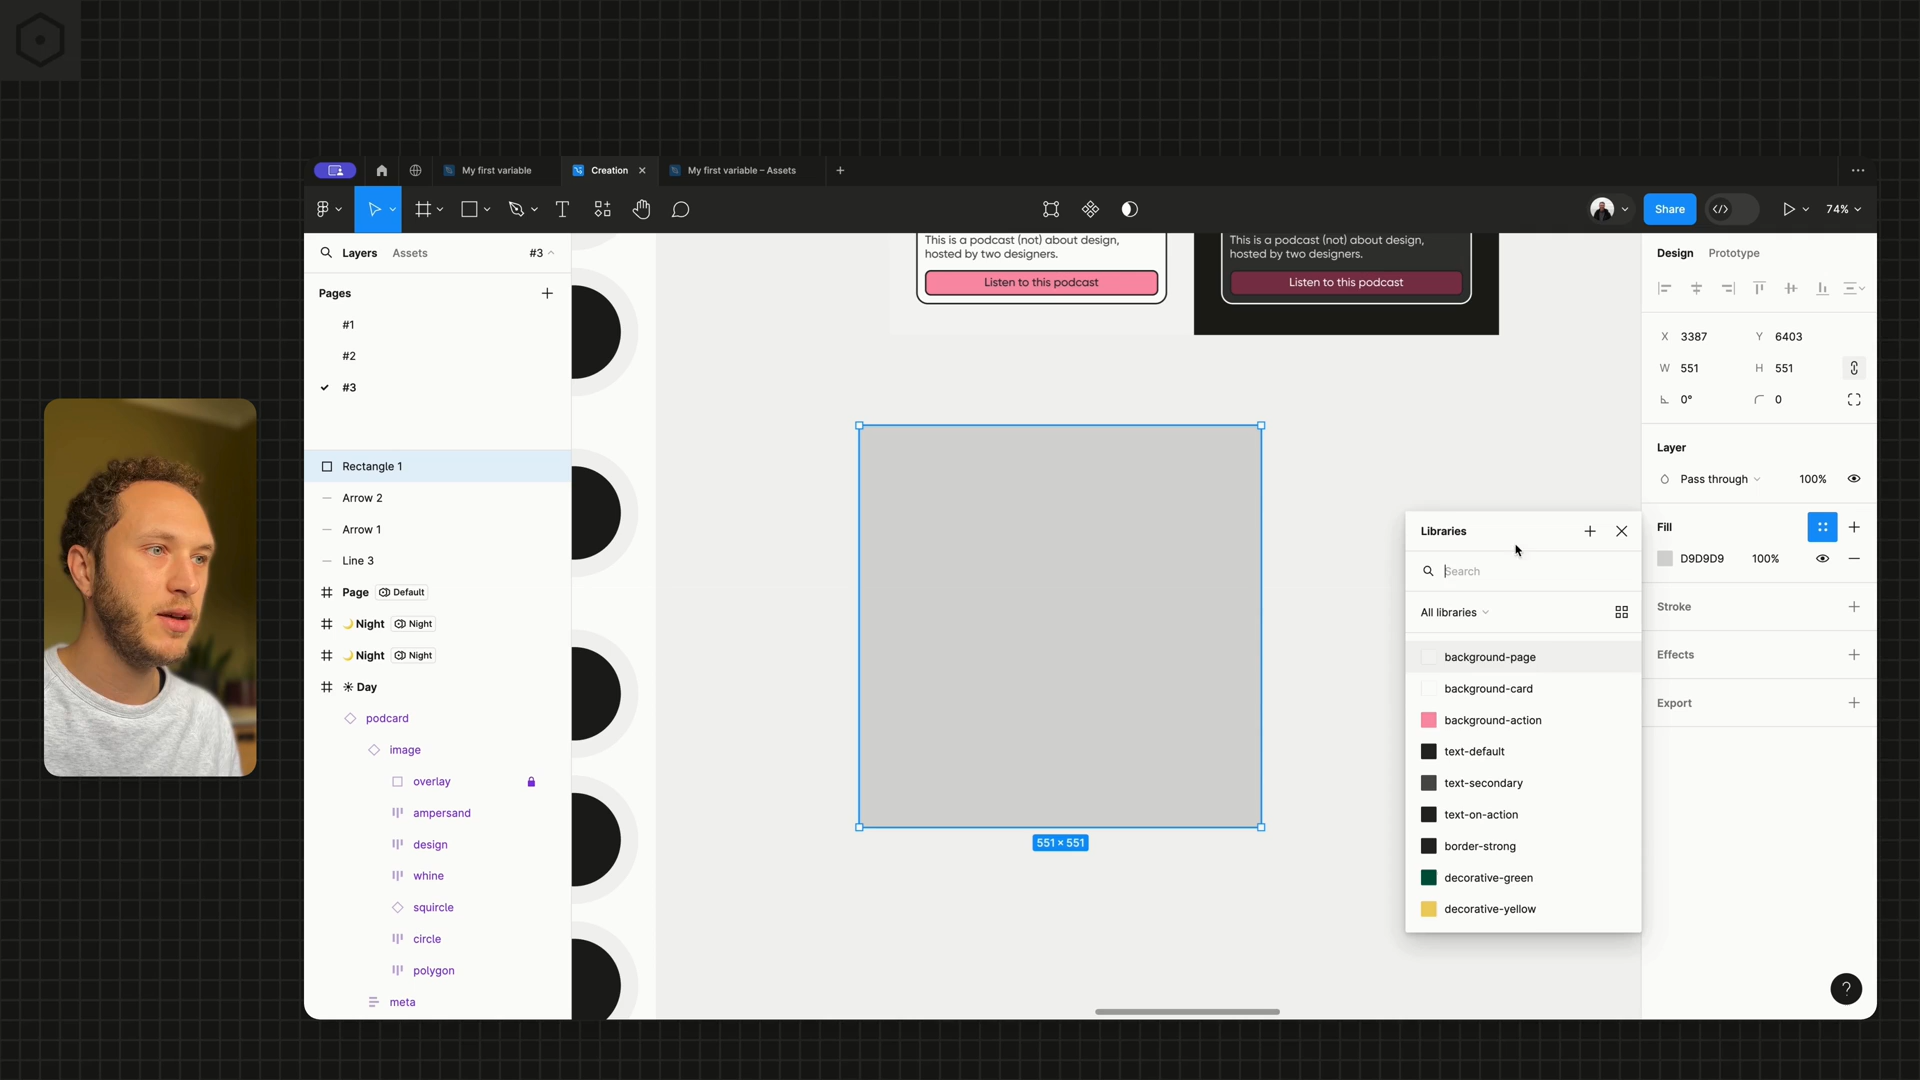 My first variable
Creation
My first variable – Assets
Share
74%
Layers
Assets
#3
Pages
#1
#2
#3
Rectangle 1
Arrow 2
Arrow 1
Line 3
Page
Default
Night
Night
Night
Night
Day
podcard
image
overlay
ampersand
design
whine
squircle
circle
polygon
meta
This is a podcast (not) about design,
hosted by two designers.
Listen to this podcast
This is a podcast (not) about design,
hosted by two designers.
Listen to this podcast
551 × 551
Libraries
Search
All libraries
background-page
background-card
background-action
text-default
text-secondary
text-on-action
border-strong
decorative-green
decorative-yellow
Design
Prototype
X 3387
Y 6403
W 551
H 551
0°
0
Layer
Pass through
100%
Fill
D9D9D9
100%
Stroke
Effects
Export
?